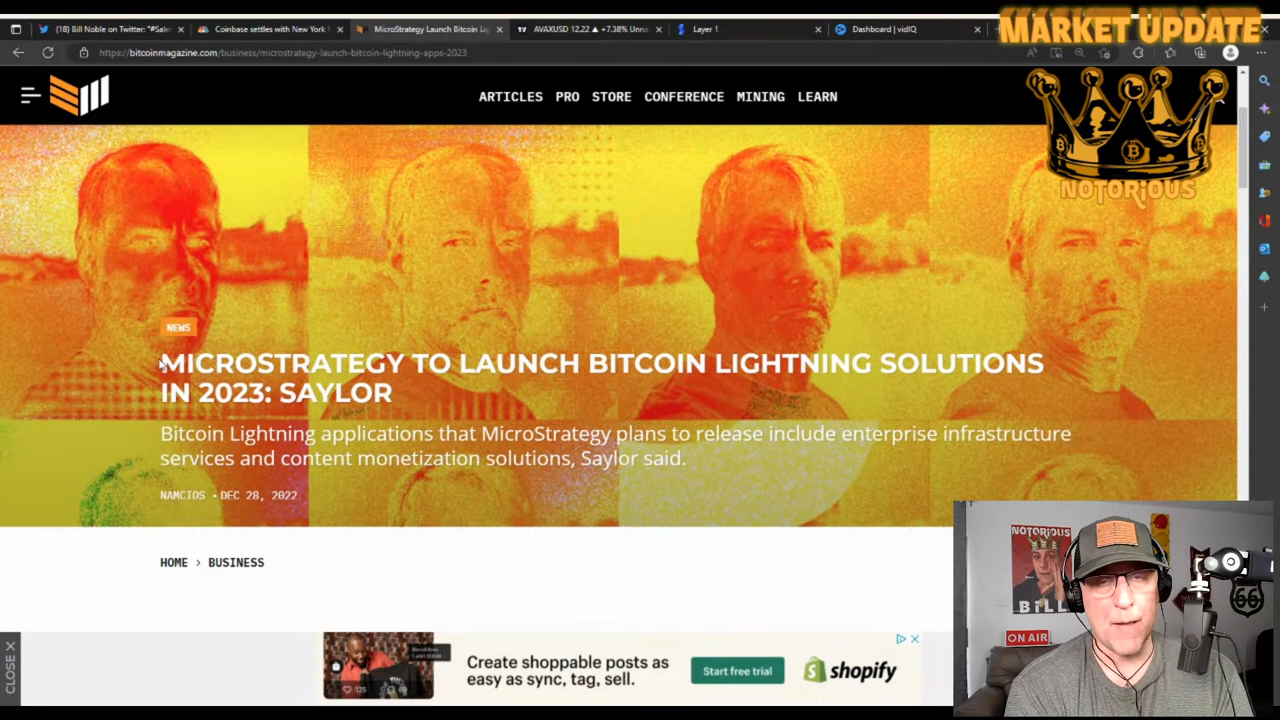 (18) Bill Noble on Twitter: "#Sale
Coinbase settles with New York
MicroStrategy Launch Bitcoin Lig
AVAXUSD 12.22 ▲ +7.38% Unna
Layer 1
Dashboard | vidIQ
MARKET UPDATE
https://bitcoinmagazine.com/business/microstrategy-launch-bitcoin-lightning-apps-2023
ARTICLES PRO STORE CONFERENCE MINING LEARN
NOTORiOUS
NEWS
MICROSTRATEGY TO LAUNCH BITCOIN LIGHTNING SOLUTIONS
IN 2023: SAYLOR
Bitcoin Lightning applications that MicroStrategy plans to release include enterprise infrastructure
services and content monetization solutions, Saylor said.
NAMCIOS • DEC 28, 2022
HOME > BUSINESS
NOTORiOUS
BiLL
ON AIR
66
CLOSE X
125
Create shoppable posts as
easy as sync, tag, sell.
Start free trial
shopify